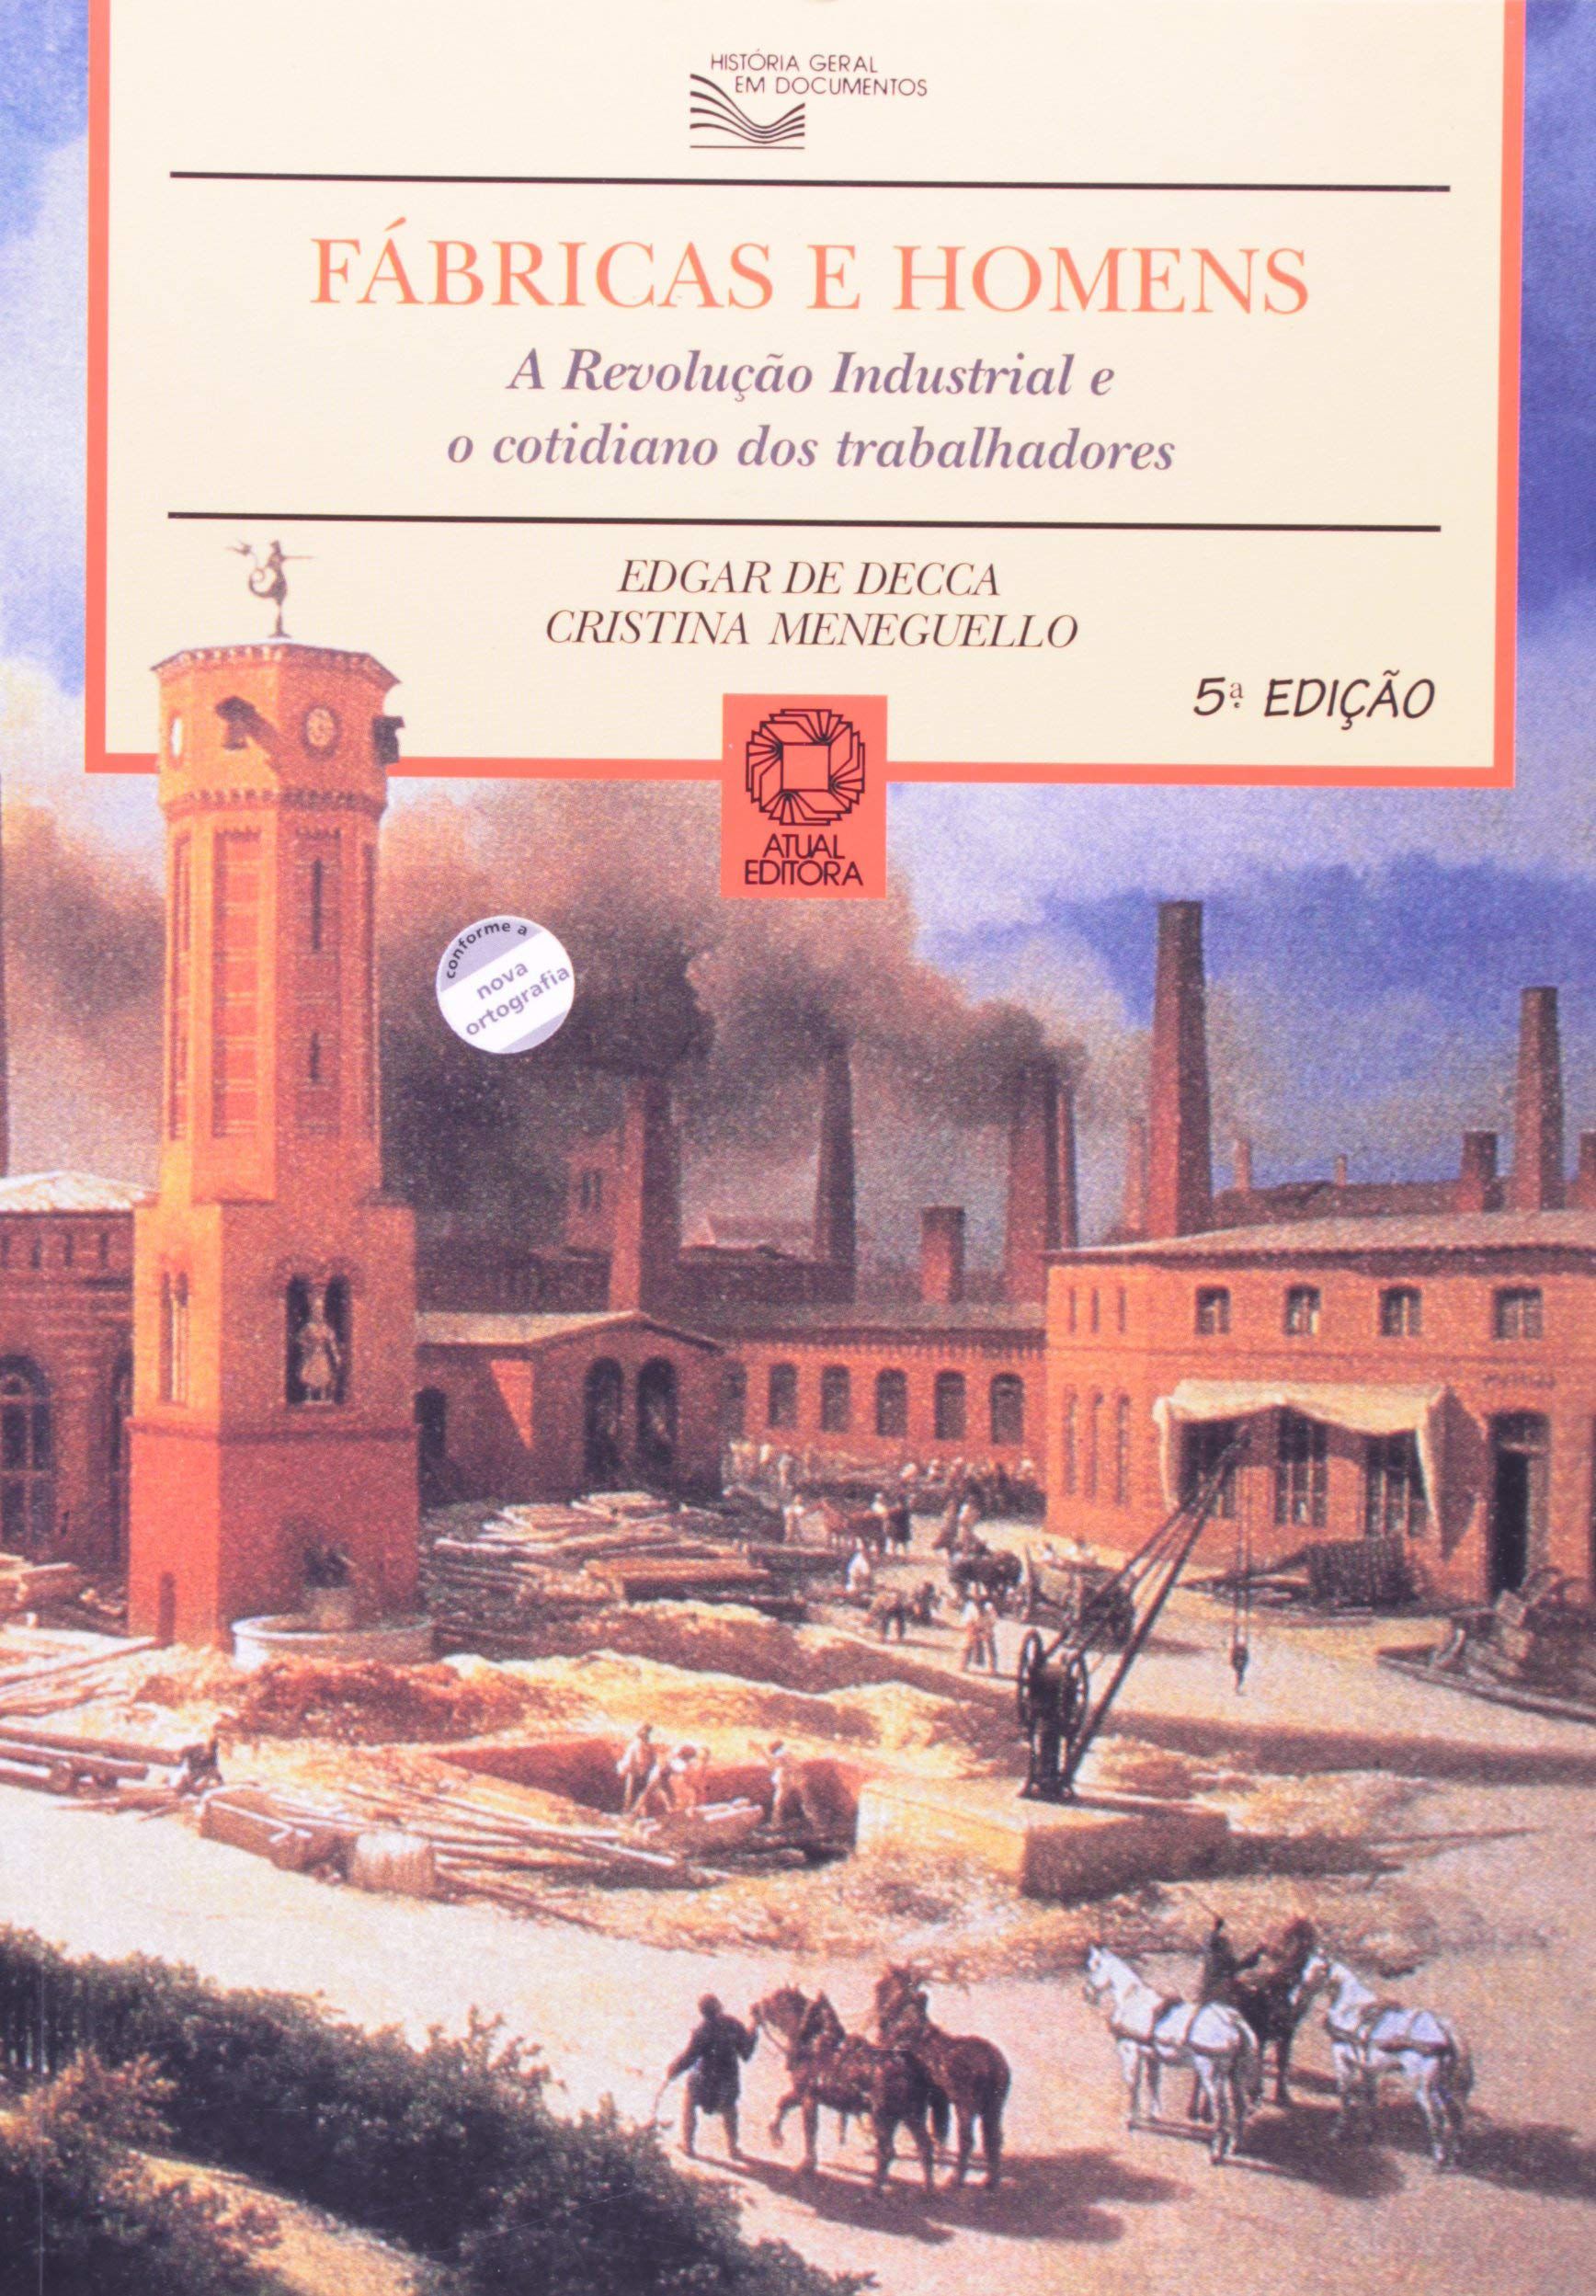 HISTÓRIA GERAL
EM DOCUMENTOS
FÁBRICAS E HOMENS
A Revolução Industrial e
o cotidiano dos trabalhadores
EDGAR DE DECCA
CRISTINA MENEGUELLO
5ª EDIÇÃO
ATUAL
EDITORA
conforme a
nova
ortografia